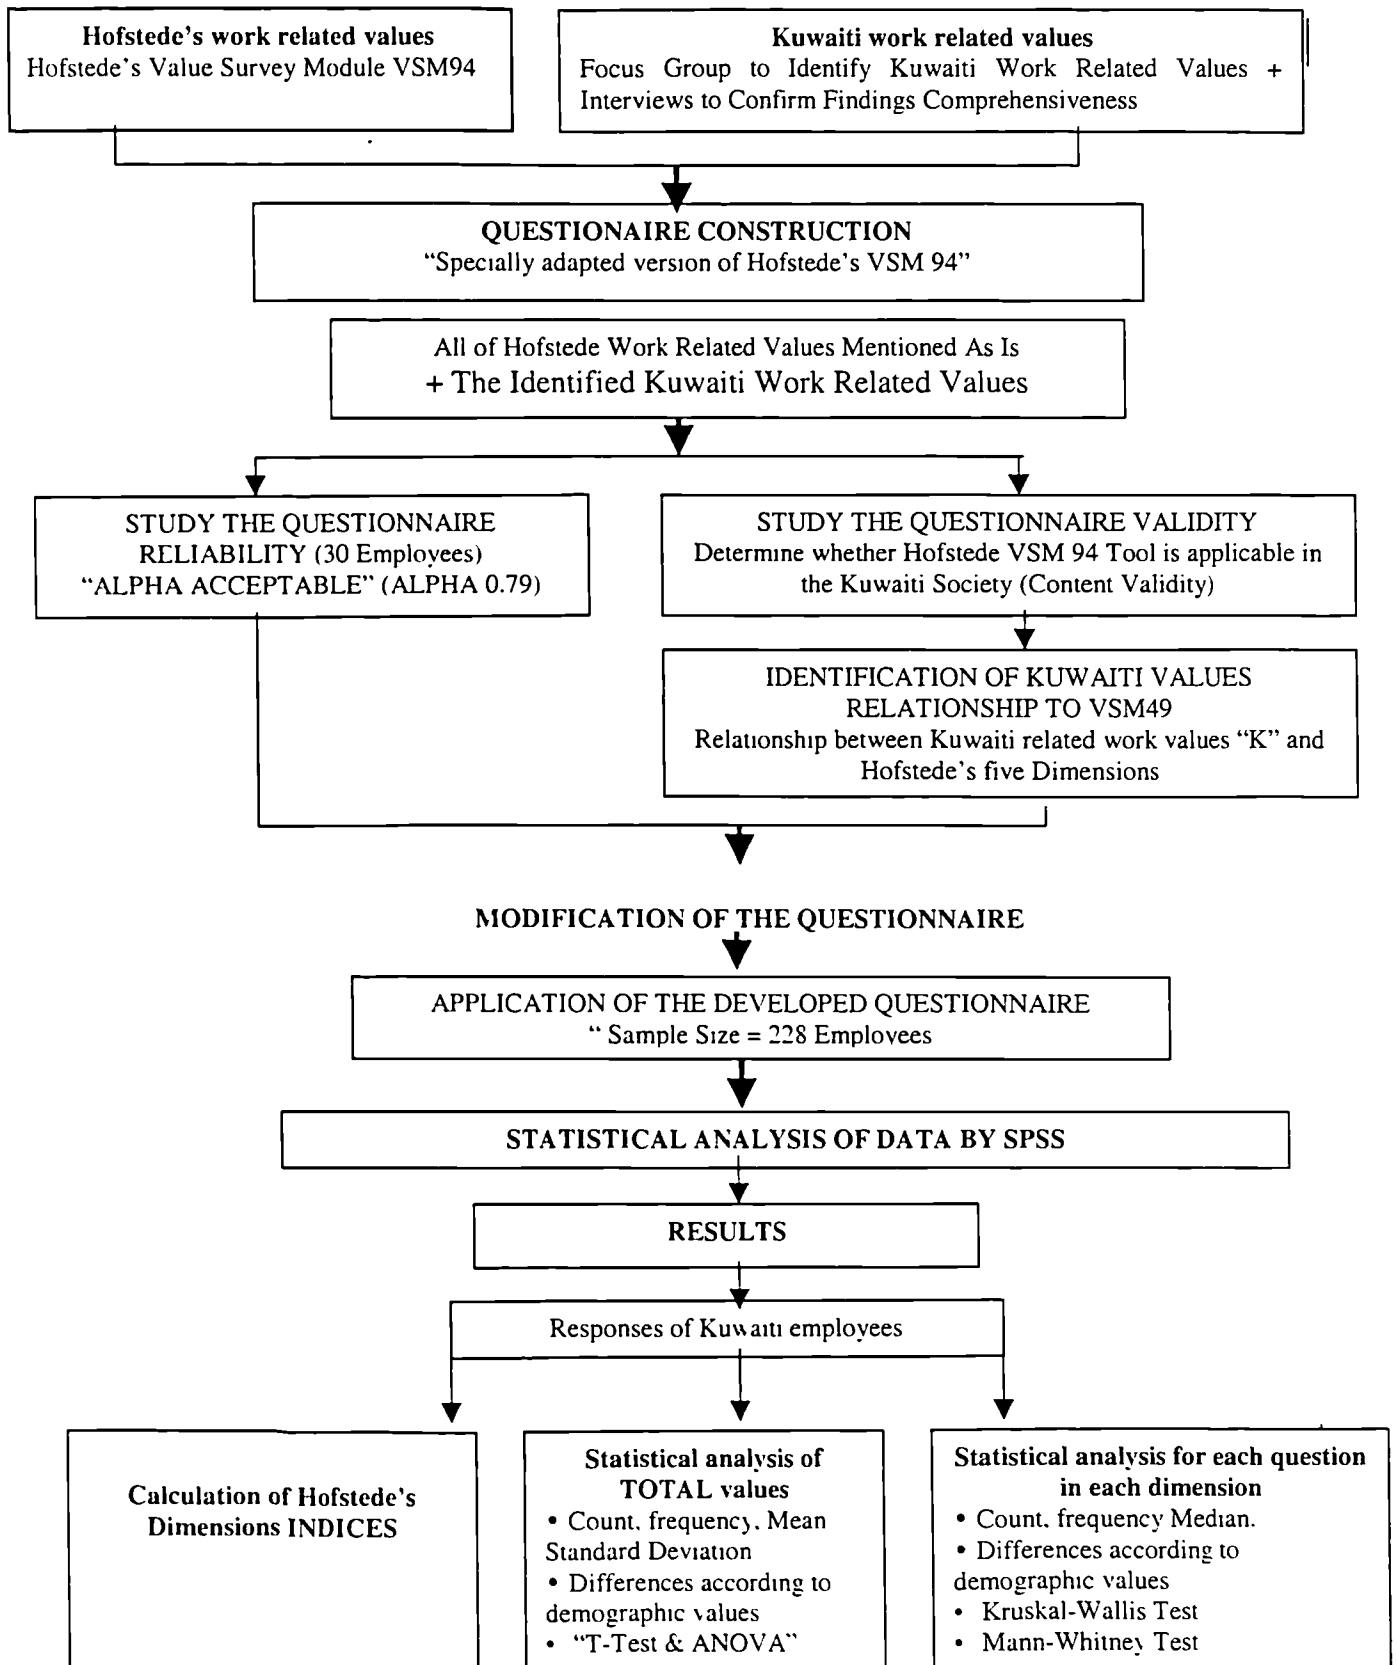 Hofstede's work related values
Hofstede's Value Survey Module VSM94
Kuwaiti work related values
Focus Group to Identify Kuwaiti Work Related Values +
Interviews to Confirm Findings Comprehensiveness
QUESTIONAIRE CONSTRUCTION
“Specially adapted version of Hofstede's VSM 94”
All of Hofstede Work Related Values Mentioned As Is
+ The Identified Kuwaiti Work Related Values
STUDY THE QUESTIONNAIRE
RELIABILITY (30 Employees)
“ALPHA ACCEPTABLE” (ALPHA 0.79)
STUDY THE QUESTIONNAIRE VALIDITY
Determine whether Hofstede VSM 94 Tool is applicable in
the Kuwaiti Society (Content Validity)
IDENTIFICATION OF KUWAITI VALUES
RELATIONSHIP TO VSM49
Relationship between Kuwaiti related work values “K” and
Hofstede's five Dimensions
MODIFICATION OF THE QUESTIONNAIRE
APPLICATION OF THE DEVELOPED QUESTIONNAIRE
“ Sample Size = 228 Employees
STATISTICAL ANALYSIS OF DATA BY SPSS
RESULTS
Responses of Kuwaiti employees
Calculation of Hofstede's
Dimensions INDICES
Statistical analysis of
TOTAL values
• Count, frequency, Mean
Standard Deviation
• Differences according to
demographic values
• “T-Test & ANOVA”
Statistical analysis for each question
in each dimension
• Count. frequency Median.
• Differences according to
demographic values
• Kruskal-Wallis Test
• Mann-Whitney Test